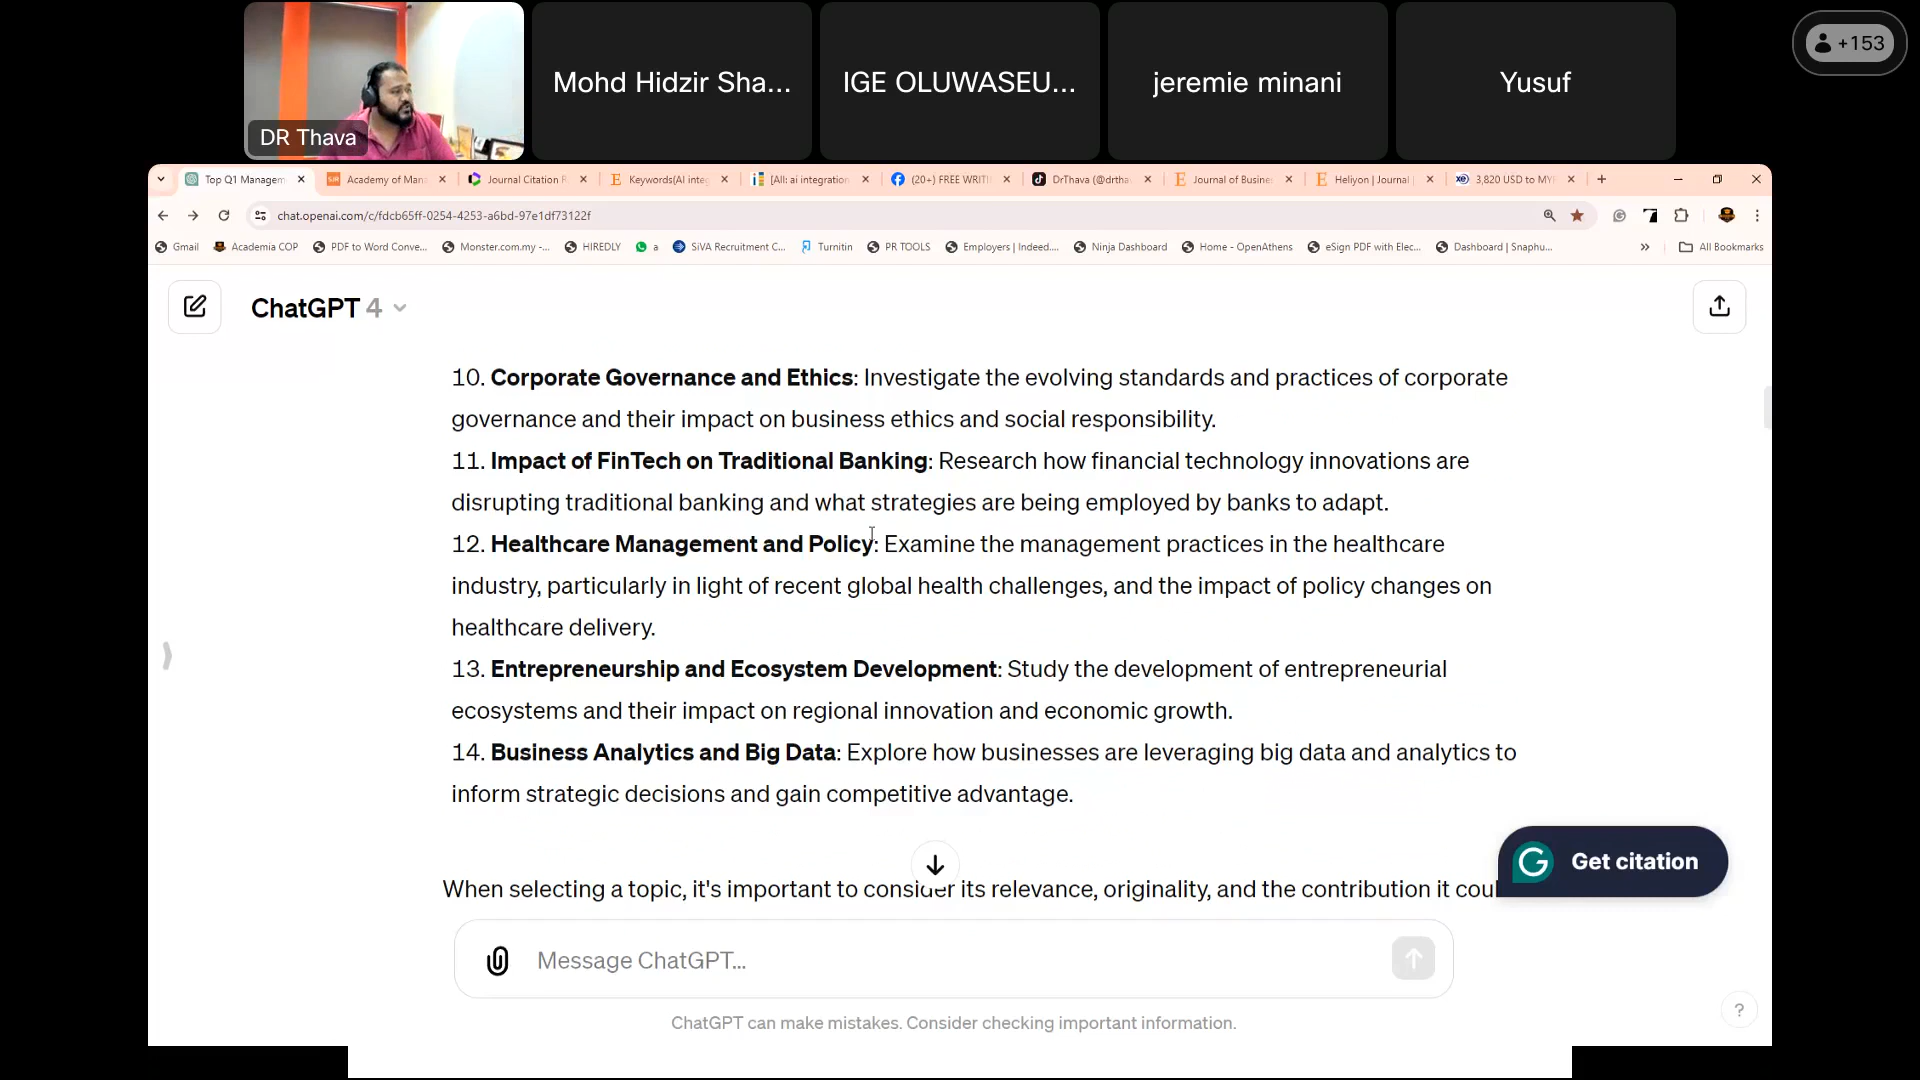 DR Thava
Mohd Hidzir Sha...
IGE OLUWASEU...
jeremie minani
Yusuf
+153
Top Q1 Managem
Academy of Man
Journal Citation R
Keywords(AI integ
[All: ai integration
(20+) FREE WRITI
DrThava (@drtha
Journal of Busine
Heliyon | Journal
3,820 USD to MYR
chat.openai.com/c/fdcb65ff-0254-4253-a6bd-97e1df73122f
Gmail
Academia COP
PDF to Word Conve...
Monster.com.my -...
HIREDLY
a
SiVA Recruitment C...
Turnitin
PR TOOLS
Employers | Indeed....
Ninja Dashboard
Home - OpenAthens
eSign PDF with Elec...
Dashboard | Snaphu...
All Bookmarks
ChatGPT 4
10. Corporate Governance and Ethics: Investigate the evolving standards and practices of corporate
governance and their impact on business ethics and social responsibility.
11. Impact of FinTech on Traditional Banking: Research how financial technology innovations are
disrupting traditional banking and what strategies are being employed by banks to adapt.
12. Healthcare Management and Policy: Examine the management practices in the healthcare
industry, particularly in light of recent global health challenges, and the impact of policy changes on
healthcare delivery.
13. Entrepreneurship and Ecosystem Development: Study the development of entrepreneurial
ecosystems and their impact on regional innovation and economic growth.
14. Business Analytics and Big Data: Explore how businesses are leveraging big data and analytics to
inform strategic decisions and gain competitive advantage.
Get citation
When selecting a topic, it's important to consider its relevance, originality, and the contribution it coul
Message ChatGPT...
ChatGPT can make mistakes. Consider checking important information.
?